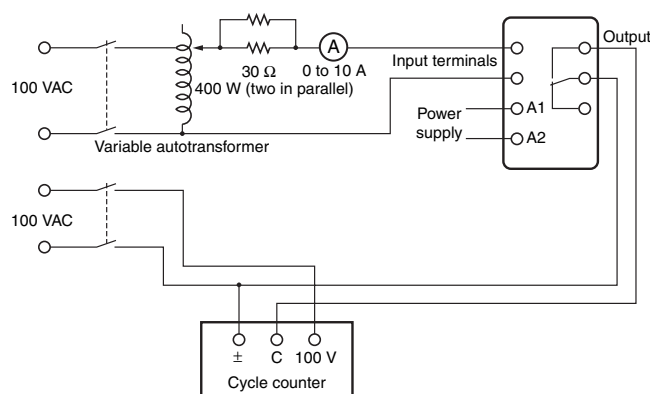 100 VAC
A
30 Ω
400 W (two in parallel)
0 to 10 A
Variable autotransformer
Input terminals
Power
supply
A1
A2
Output
100 VAC
±
C
100 V
Cycle counter